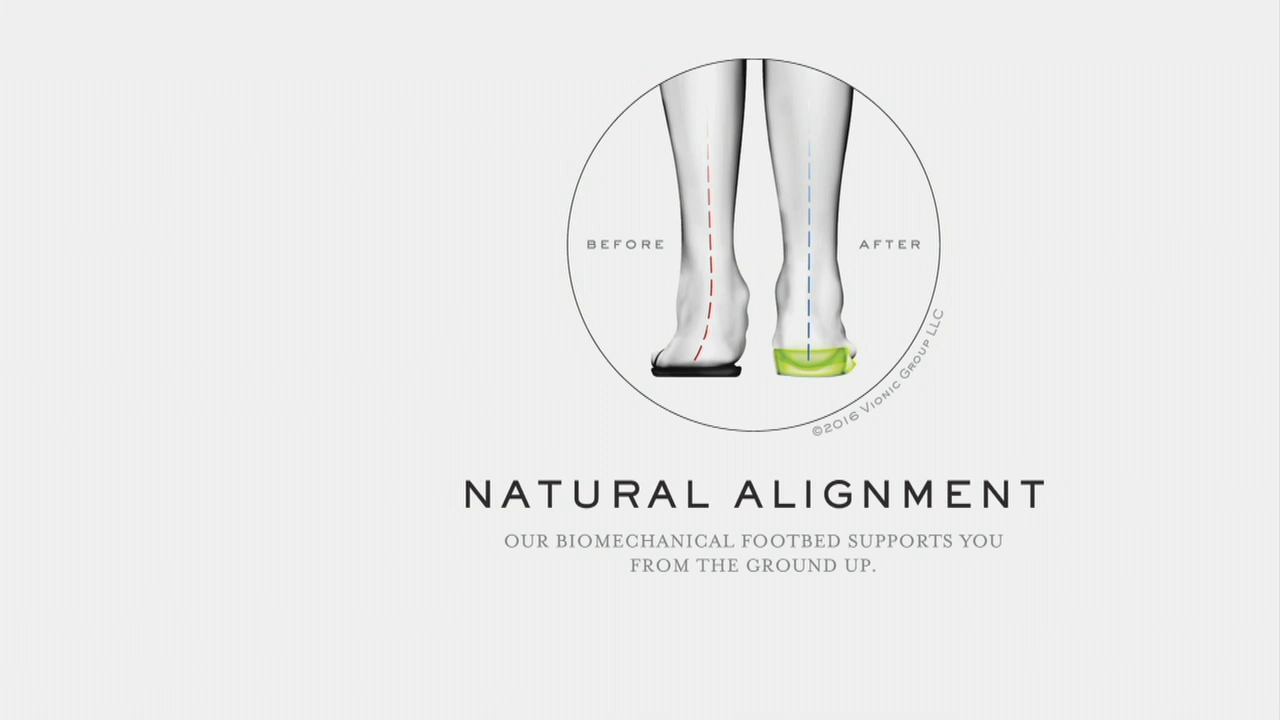 BEFORE
AFTER
©2016 VIONIC GROUP LLC
NATURAL ALIGNMENT
OUR BIOMECHANICAL FOOTBED SUPPORTS YOU
FROM THE GROUND UP.